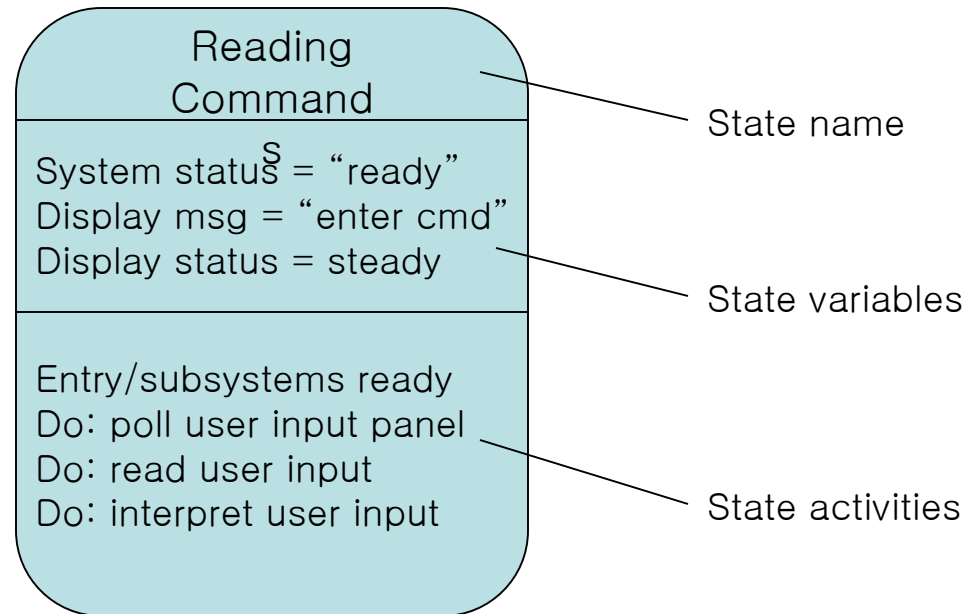 Reading
Command
State name
s
System status = “ready”
Display msg = “enter cmd”
Display status = steady
State variables
Entry/subsystems ready
Do: poll user input panel
Do: read user input
Do: interpret user input
State activities